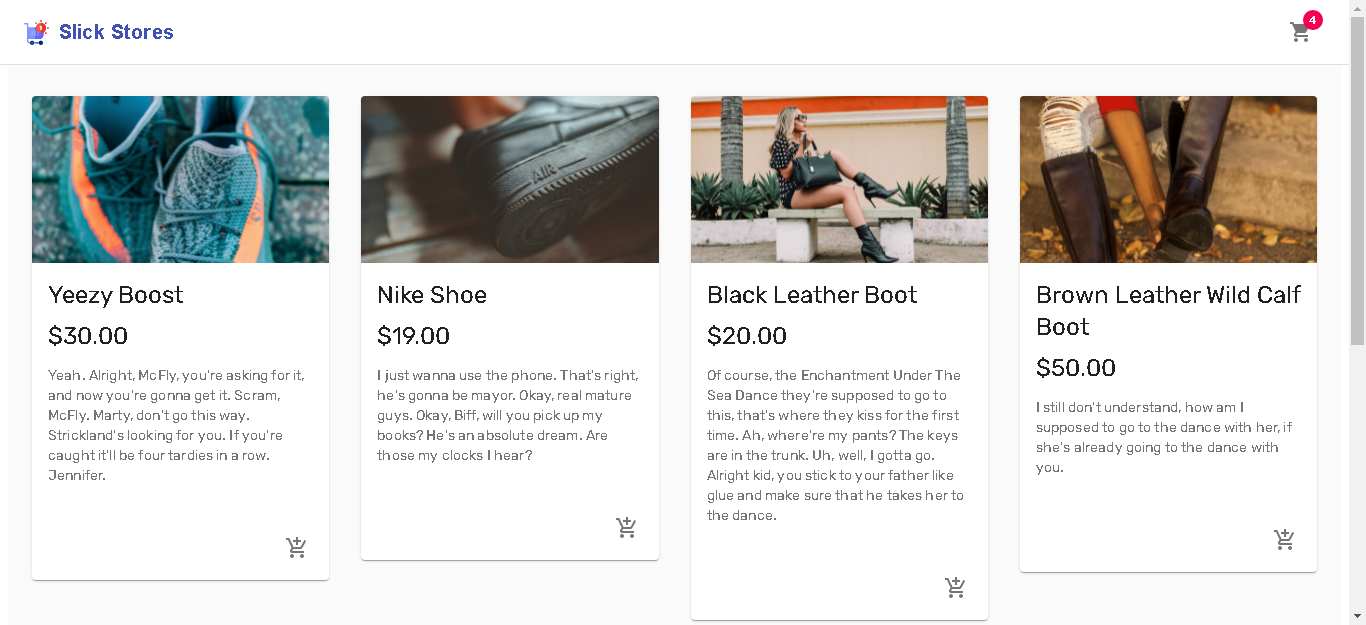 Slick Stores
4
AIR
Yeezy Boost
$30.00
Yeah. Alright, McFly, you're asking for it,
and now you're gonna get it. Scram,
McFly. Marty, don't go this way.
Strickland's looking for you. If you're
caught it'll be four tardies in a row.
Jennifer.
Nike Shoe
$19.00
I just wanna use the phone. That's right,
he's gonna be mayor. Okay, real mature
guys. Okay, Biff, will you pick up my
books? He's an absolute dream. Are
those my clocks I hear?
Black Leather Boot
$20.00
Of course, the Enchantment Under The
Sea Dance they're supposed to go to
this, that's where they kiss for the first
time. Ah, where're my pants? The keys
are in the trunk. Uh, well, I gotta go.
Alright kid, you stick to your father like
glue and make sure that he takes her to
the dance.
Brown Leather Wild Calf
Boot
$50.00
I still don't understand, how am I
supposed to go to the dance with her, if
she's already going to the dance with
you.